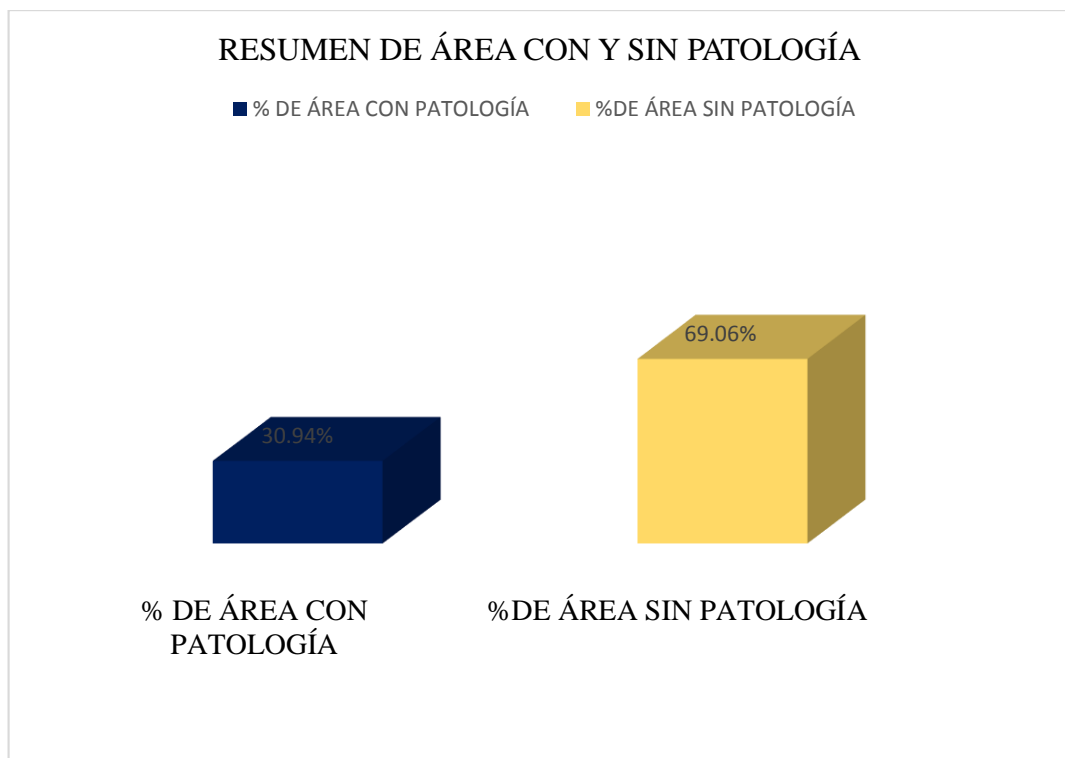 RESUMEN DE ÁREA CON Y SIN PATOLOGÍA
% DE ÁREA CON PATOLOGÍA %DE ÁREA SIN PATOLOGÍA
69.06%
30.94%
% DE ÁREA CON
PATOLOGÍA
%DE ÁREA SIN PATOLOGÍA